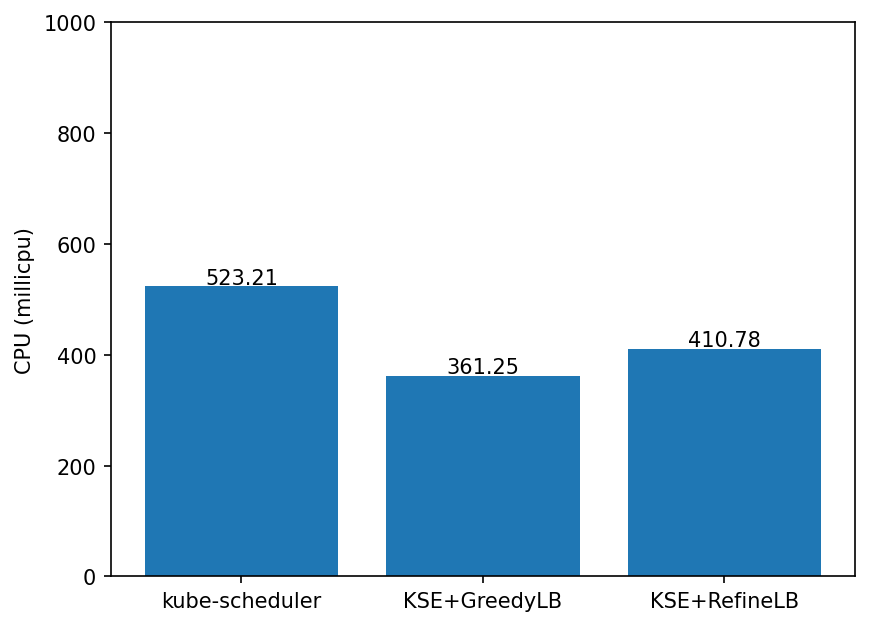 1000
800
600
400
200
0
CPU (millicpu)
523.21
361.25
410.78
kube-scheduler
KSE+GreedyLB
KSE+RefineLB